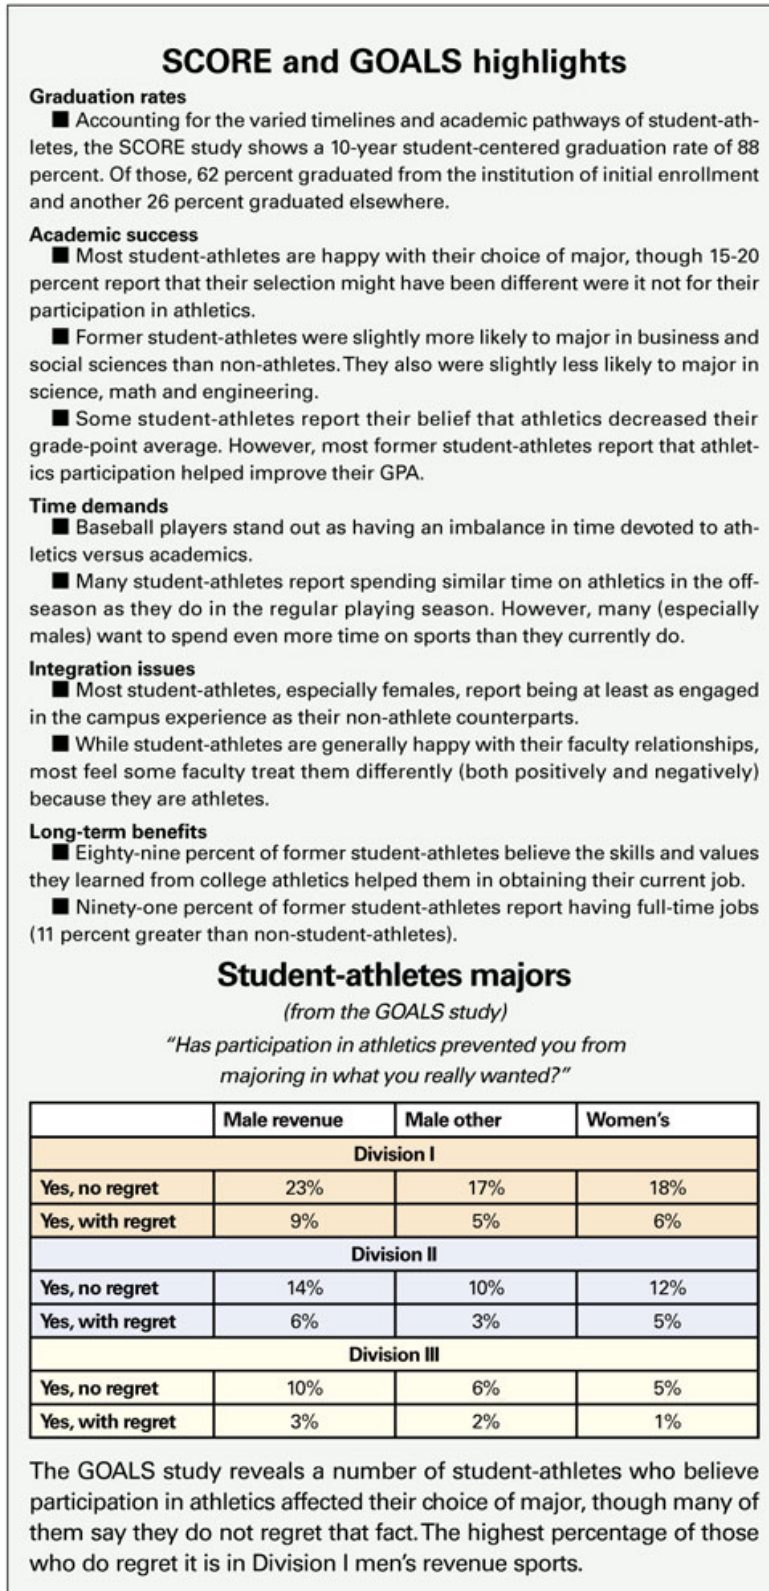 SCORE and GOALS highlights
Graduation rates
■ Accounting for the varied timelines and academic pathways of student-ath-
letes, the SCORE study shows a 10-year student-centered graduation rate of 88
percent. Of those, 62 percent graduated from the institution of initial enrollment
and another 26 percent graduated elsewhere.
Academic success
■ Most student-athletes are happy with their choice of major, though 15-20
percent report that their selection might have been different were it not for their
participation in athletics.
■ Former student-athletes were slightly more likely to major in business and
social sciences than non-athletes. They also were slightly less likely to major in
science, math and engineering.
■ Some student-athletes report their belief that athletics decreased their
grade-point average. However, most former student-athletes report that athlet-
ics participation helped improve their GPA.
Time demands
■ Baseball players stand out as having an imbalance in time devoted to ath-
letics versus academics.
■ Many student-athletes report spending similar time on athletics in the off-
season as they do in the regular playing season. However, many (especially
males) want to spend even more time on sports than they currently do.
Integration issues
■ Most student-athletes, especially females, report being at least as engaged
in the campus experience as their non-athlete counterparts.
■ While student-athletes are generally happy with their faculty relationships,
most feel some faculty treat them differently (both positively and negatively)
because they are athletes.
Long-term benefits
■ Eighty-nine percent of former student-athletes believe the skills and values
they learned from college athletics helped them in obtaining their current job.
■ Ninety-one percent of former student-athletes report having full-time jobs
(11 percent greater than non-student-athletes).
Student-athletes majors
(from the GOALS study)
"Has participation in athletics prevented you from
majoring in what you really wanted?"
Male revenue Male other Women's
Division I
Yes, no regret 23% 17% 18%
Yes, with regret 9% 5% 6%
Division II
Yes, no regret 14% 10% 12%
Yes, with regret 6% 3% 5%
Division III
Yes, no regret 10% 6% 5%
Yes, with regret 3% 2% 1%
The GOALS study reveals a number of student-athletes who believe
participation in athletics affected their choice of major, though many of
them say they do not regret that fact. The highest percentage of those
who do regret it is in Division I men's revenue sports.